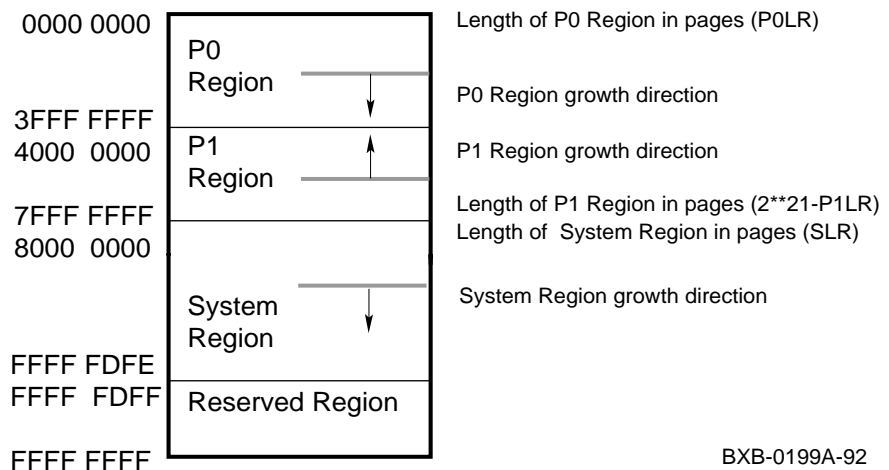 0000 0000
Length of P0 Region in pages (P0LR)
P0
Region
P0 Region growth direction
3FFF FFFF
4000 0000
P1
Region
P1 Region growth direction
Length of P1 Region in pages (2**21-P1LR)
7FFF FFFF
8000 0000
Length of System Region in pages (SLR)
System
Region
System Region growth direction
FFFF FDFE
FFFF FDFF
Reserved Region
FFFF FFFF
BXB-0199A-92